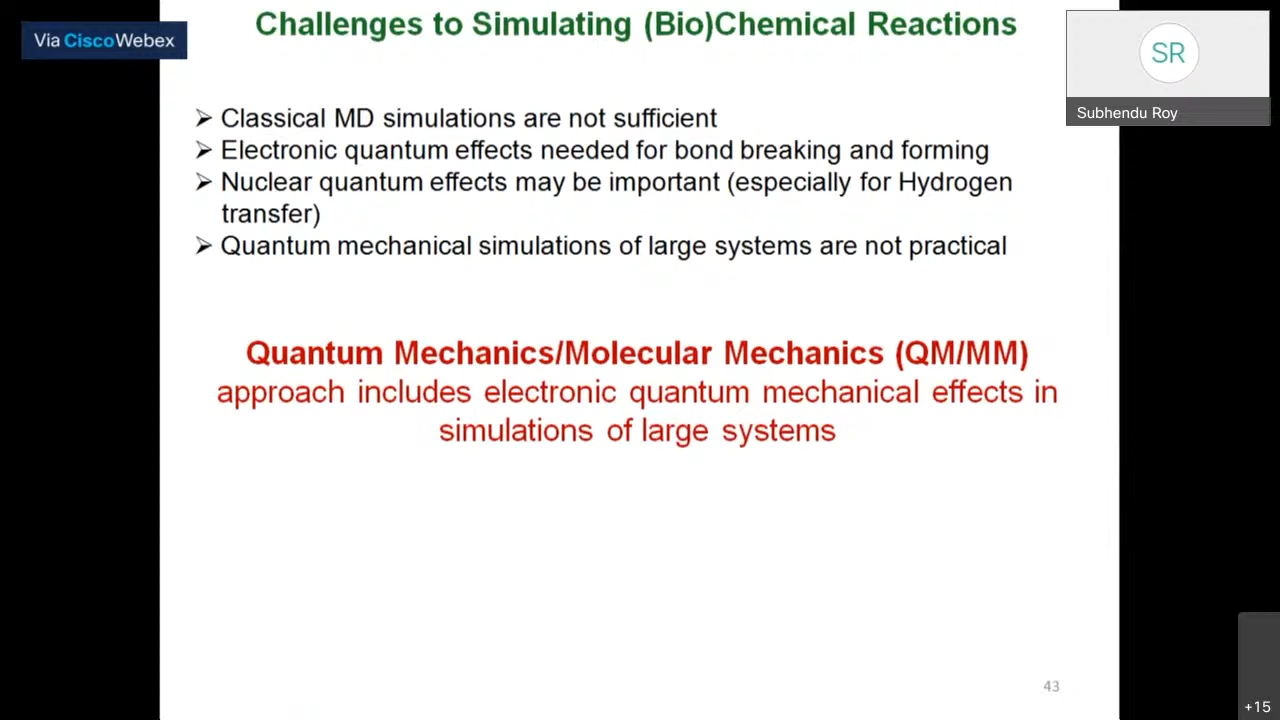 Challenges to Simulating (Bio)Chemical Reactions
Via CiscoWebex
SR
Subhendu Roy
➢ Classical MD simulations are not sufficient
➢ Electronic quantum effects needed for bond breaking and forming
➢ Nuclear quantum effects may be important (especially for Hydrogen
transfer)
➢ Quantum mechanical simulations of large systems are not practical
Quantum Mechanics/Molecular Mechanics (QM/MM)
approach includes electronic quantum mechanical effects in
simulations of large systems
43
+15